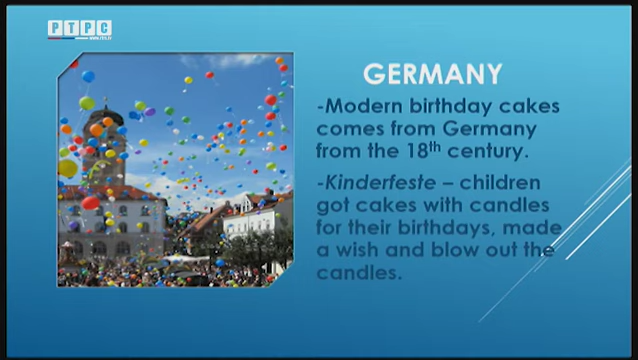 РТРС
GERMANY
-Modern birthday cakes
comes from Germany
from the 18th century.
-Kinderfeste – children
got cakes with candles
for their birthdays, made
a wish and blow out the
candles.